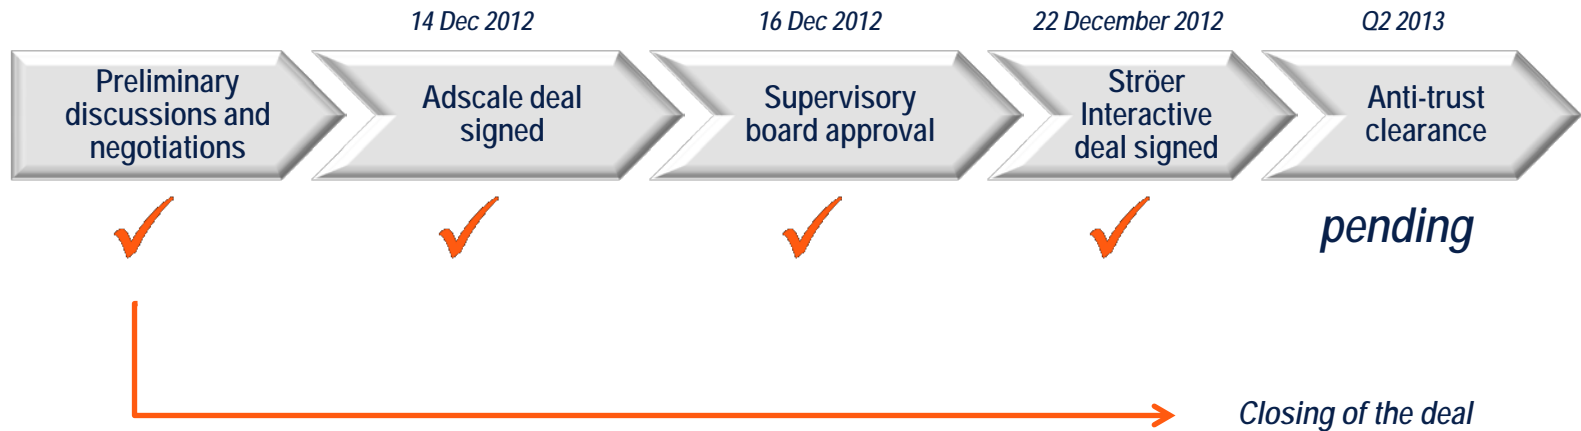 14 Dec 2012
16 Dec 2012
22 December 2012
Q2 2013
Preliminary
discussions and
negotiations
Adscale deal
signed
Supervisory
board approval
Ströer
Interactive
deal signed
Anti-trust
clearance
pending
Closing of the deal